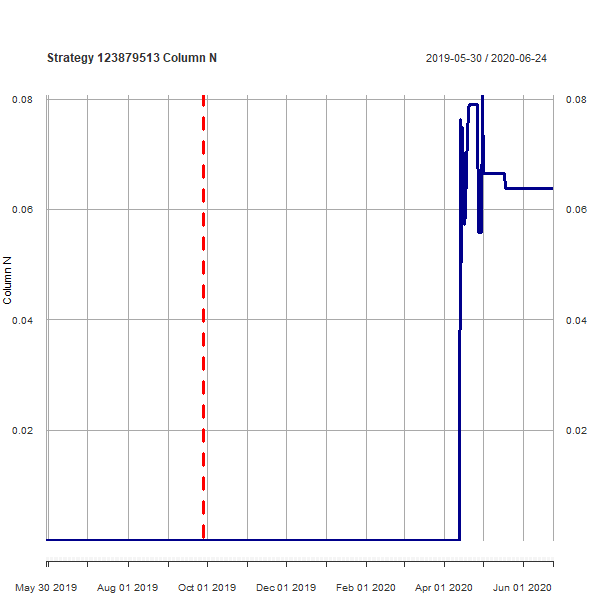 Strategy 123879513 Column N 2019-05-30 / 2020-06-24
0.08 0.08
0.06 0.06
0.04 0.04
0.02 0.02
Column N
May 30 2019 Aug 01 2019 Oct 01 2019 Dec 01 2019 Feb 01 2020 Apr 01 2020 Jun 01 2020